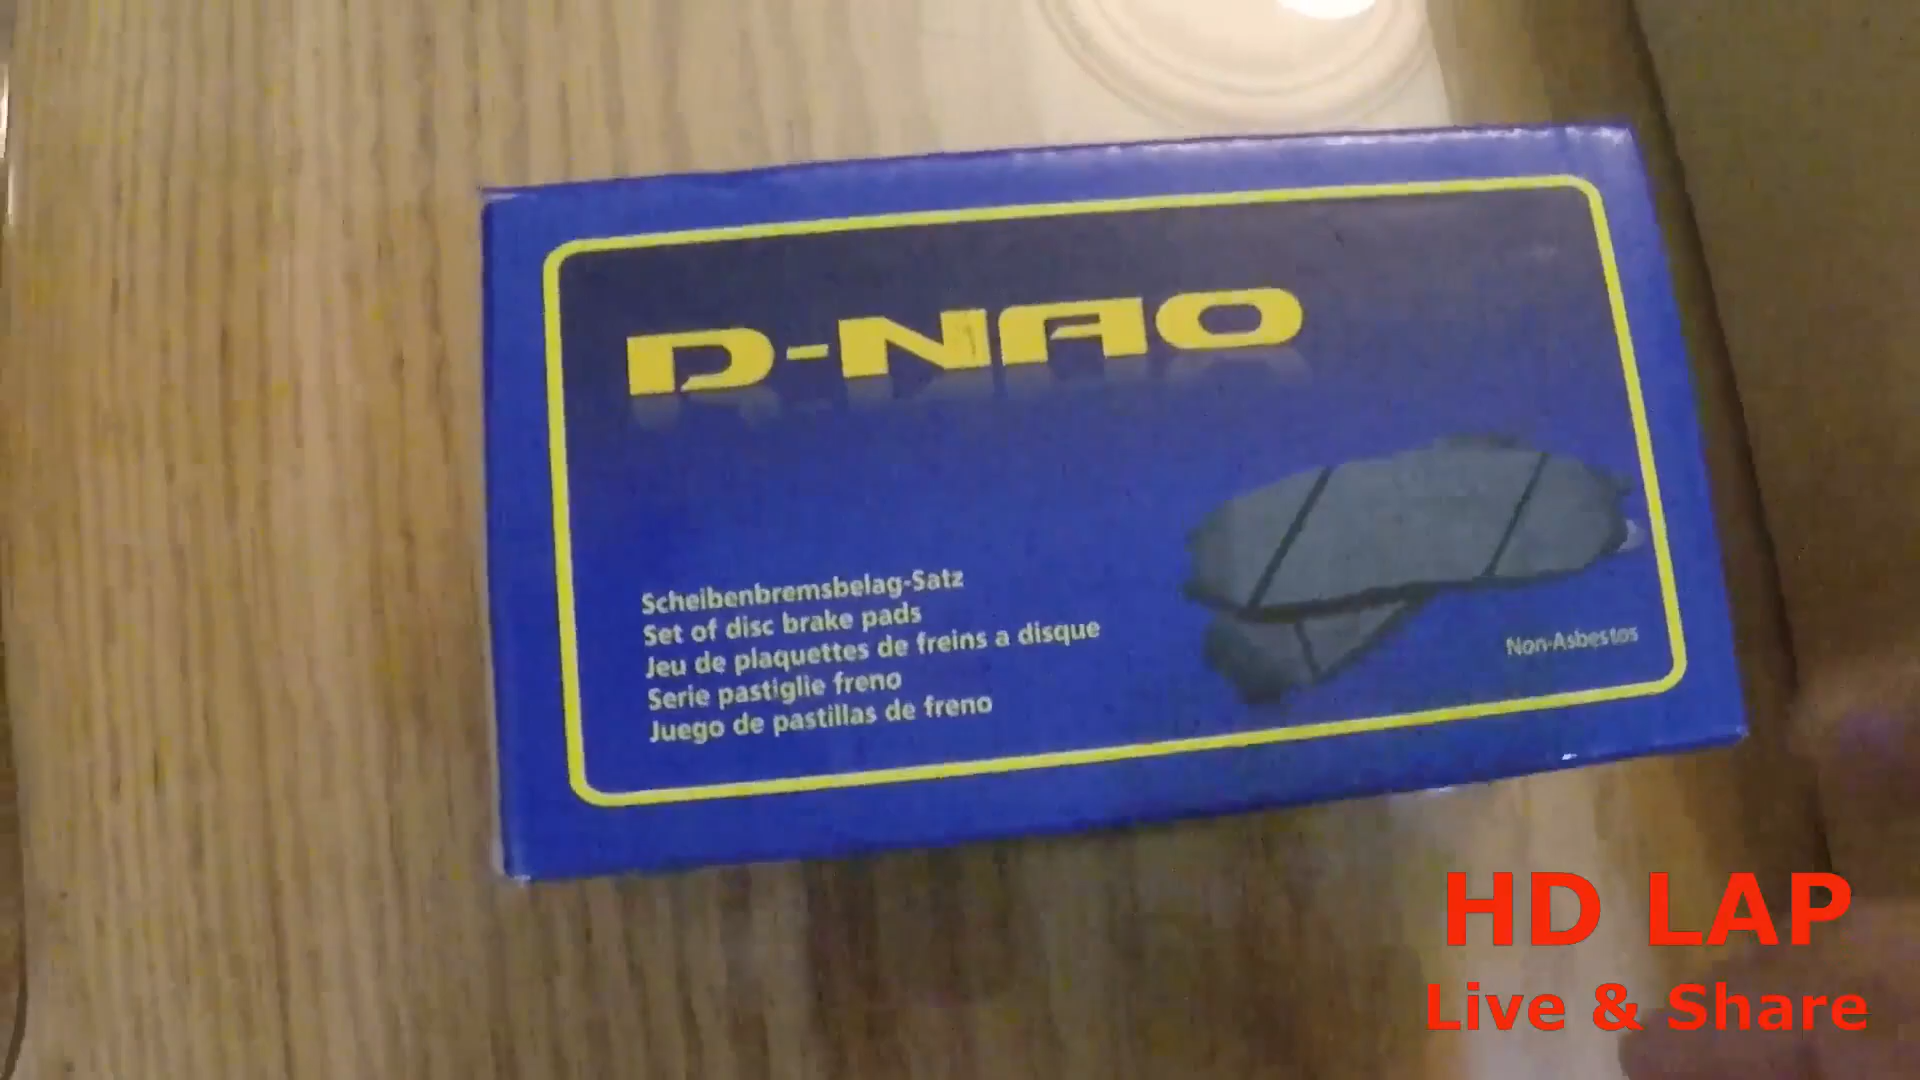 D-NAO
Scheibenbremsbelag-Satz
Set of disc brake pads
Jeu de plaquettes de freins a disque
Serie pastiglie freno
Juego de pastillas de freno
Non-Asbestos
HD LAP
Live & Share